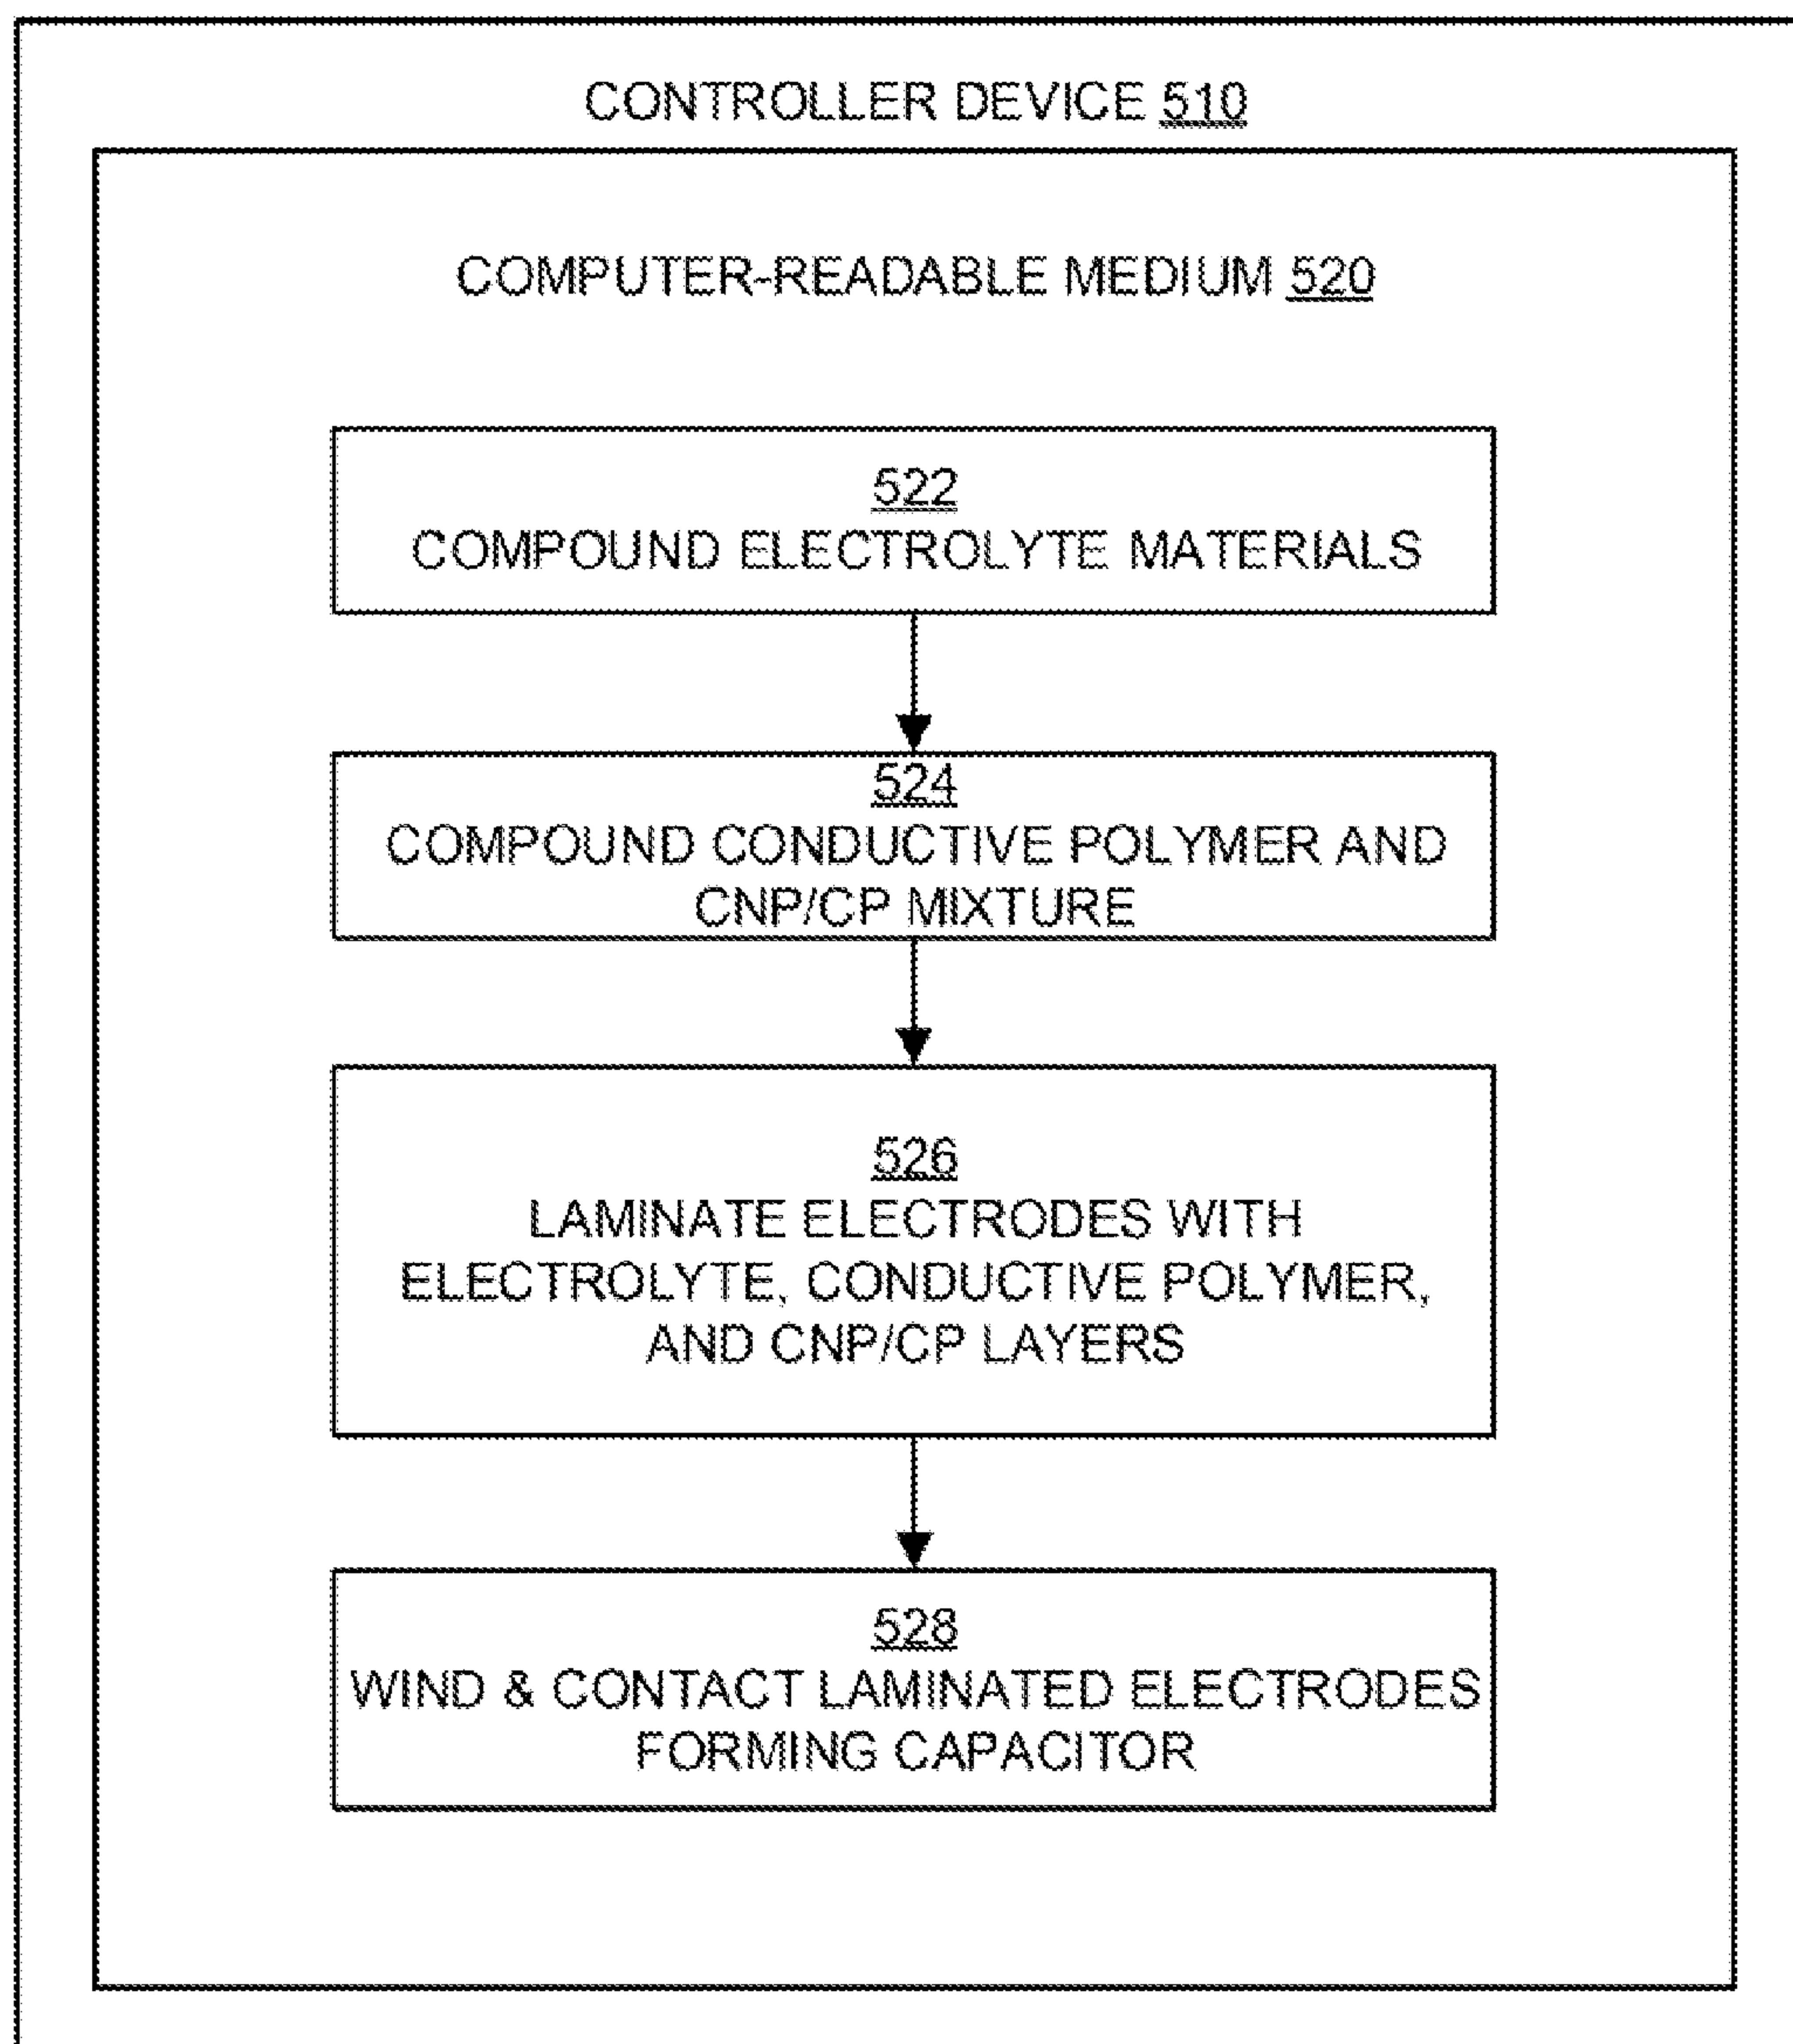 CONTROLLER DEVICE 510
COMPUTER-READABLE MEDIUM 520
522
COMPOUND ELECTROLYTE MATERIALS
524
COMPOUND CONDUCTIVE POLYMER AND
CNP/CP MIXTURE
526
LAMINATE ELECTRODES WITH
ELECTROLYTE, CONDUCTIVE POLYMER,
AND CNP/CP LAYERS
528
WIND & CONTACT LAMINATED ELECTRODES
FORMING CAPACITOR